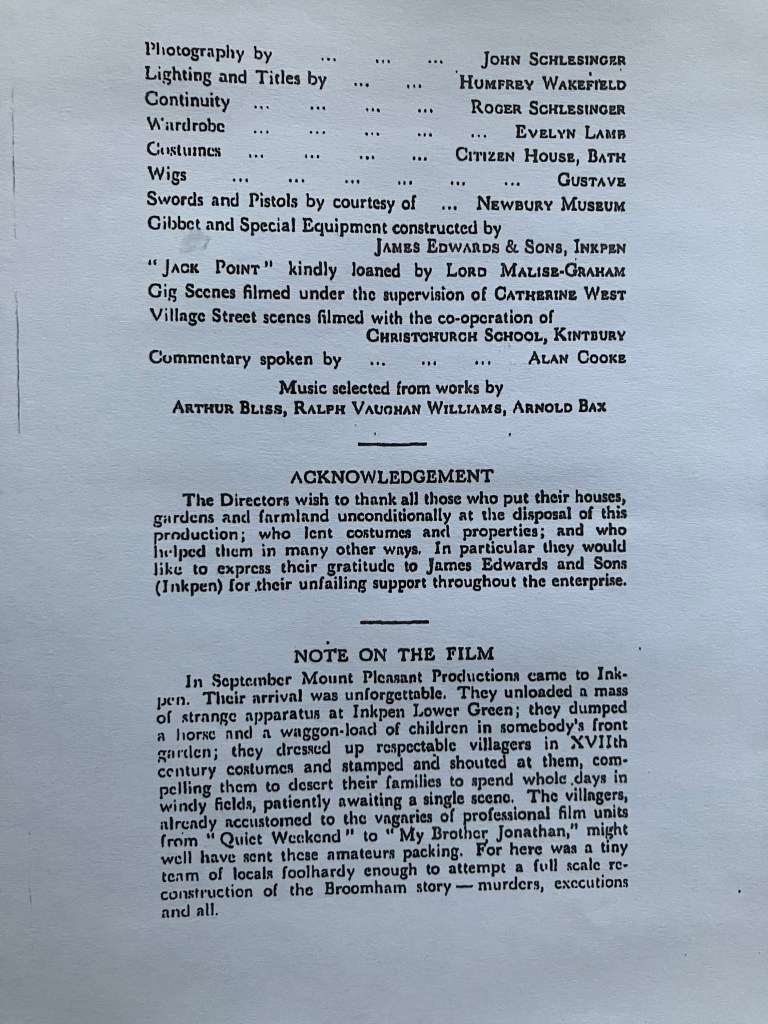 Photography by ... ... ... JOHN SCHLESINGER
Lighting and Titles by ... ... HUMFREY WAKEFIELD
Continuity ... ... ... ... ROGER SCHLESINGER
Wardrobe ... ... ... ... ... EVELYN LAMB
Costumes ... ... ... ... CITIZEN HOUSE, BATH
Wigs ... ... ... ... ... ... GUSTAVE
Swords and Pistols by courtesy of ... NEWBURY MUSEUM
Gibbet and Special Equipment constructed by
JAMES EDWARDS & SONS, INKPEN
"JACK POINT" kindly loaned by LORD MALISE-GRAHAM
Gig Scenes filmed under the supervision of CATHERINE WEST
Village Street scenes filmed with the co-operation of
CHRISTCHURCH SCHOOL, KINTBURY
Commentary spoken by ... ... ... ALAN COOKE
Music selected from works by
ARTHUR BLISS, RALPH VAUGHAN WILLIAMS, ARNOLD BAX
ACKNOWLEDGEMENT
The Directors wish to thank all those who put their houses,
gardens and farmland unconditionally at the disposal of this
production; who lent costumes and properties; and who
helped them in many other ways. In particular they would
like to express their gratitude to James Edwards and Sons
(Inkpen) for their unfailing support throughout the enterprise.
NOTE ON THE FILM
In September Mount Pleasant Productions came to Ink-
pen. Their arrival was unforgettable. They unloaded a mass
of strange apparatus at Inkpen Lower Green; they dumped
a horse and a waggon-load of children in somebody's front
garden; they dressed up respectable villagers in XVIIth
century costumes and stamped and shouted at them, com-
pelling them to desert their families to spend whole days in
windy fields, patiently awaiting a single scene. The villagers,
already accustomed to the vagaries of professional film units
from "Quiet Weekend" to "My Brother Jonathan," might
well have sent these amateurs packing. For here was a tiny
team of locals foolhardy enough to attempt a full scale re-
construction of the Broomham story — murders, executions
and all.